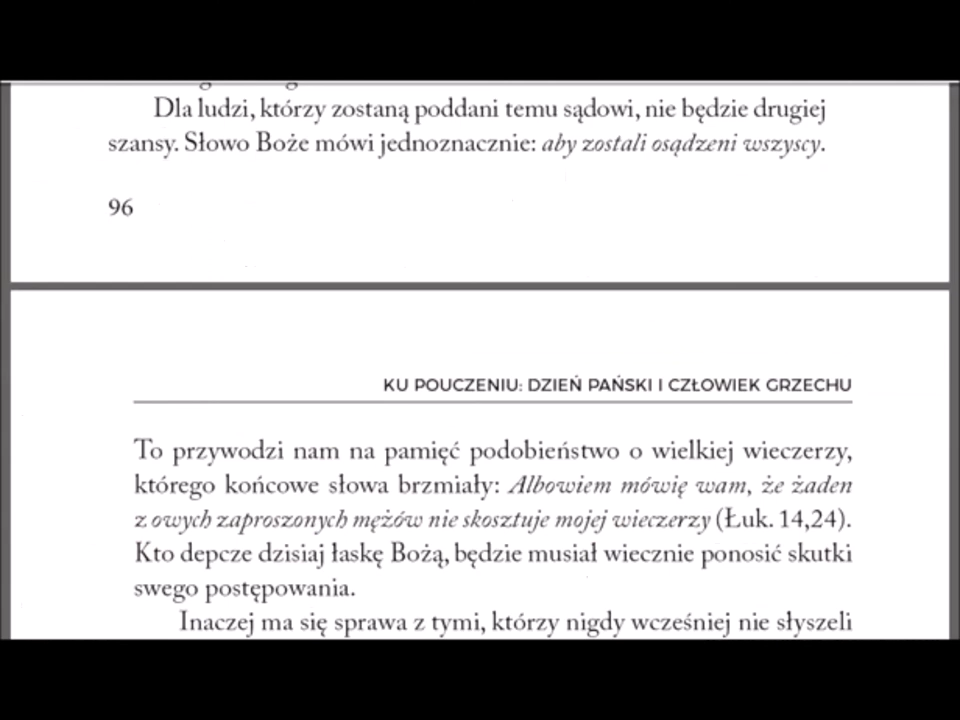 Dla ludzi, którzy zostaną poddani temu sądowi, nie będzie drugiej
szansy. Słowo Boże mówi jednoznacznie: aby zostali osądzeni wszyscy.
96
KU POUCZENIU: DZIEŃ PAŃSKI I CZŁOWIEK GRZECHU
To przywodzi nam na pamięć podobieństwo o wielkiej wieczerzy,
którego końcowe słowa brzmiały: Albowiem mówię wam, że żaden
z owych zaproszonych mężów nie skosztuje mojej wieczerzy (Łuk. 14,24).
Kto depcze dzisiaj łaskę Bożą, będzie musiał wiecznie ponosić skutki
swego postępowania.
Inaczej ma się sprawa z tymi, którzy nigdy wcześniej nie słyszeli